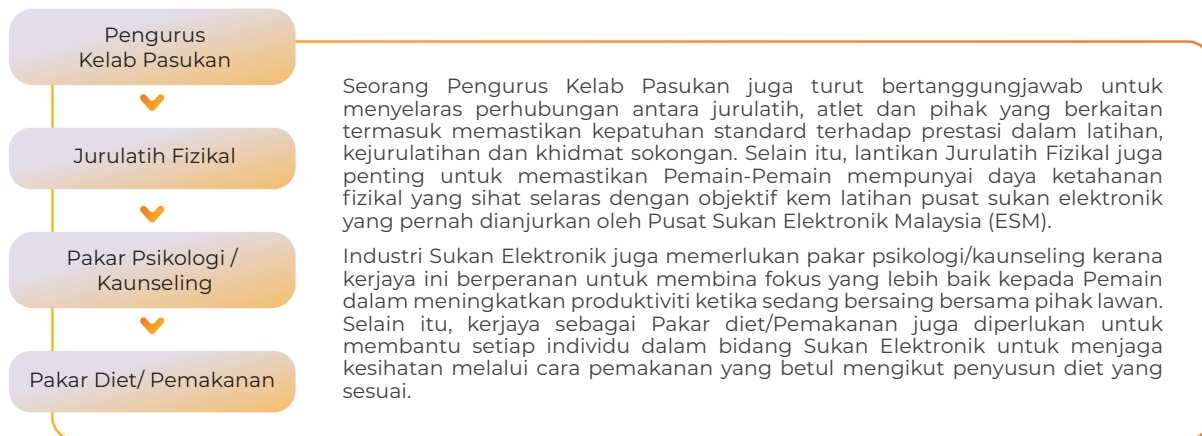 Pengurus
Kelab Pasukan
Jurulatih Fizikal
Pakar Psikologi /
Kaunseling
Pakar Diet/ Pemakanan
Seorang Pengurus Kelab Pasukan juga turut bertanggungjawab untuk
menyelaras perhubungan antara jurulatih, atlet dan pihak yang berkaitan
termasuk memastikan kepatuhan standard terhadap prestasi dalam latihan,
kejurulatihan dan khidmat sokongan. Selain itu, lantikan Jurulatih Fizikal juga
penting untuk memastikan Pemain-Pemain mempunyai daya ketahanan
fizikal yang sihat selaras dengan objektif kem latihan pusat sukan elektronik
yang pernah dianjurkan oleh Pusat Sukan Elektronik Malaysia (ESM).
Industri Sukan Elektronik juga memerlukan pakar psikologi/kaunseling kerana
kerjaya ini berperanan untuk membina fokus yang lebih baik kepada Pemain
dalam meningkatkan produktiviti ketika sedang bersaing bersama pihak lawan.
Selain itu, kerjaya sebagai Pakar diet/Pemakanan juga diperlukan untuk
membantu setiap individu dalam bidang Sukan Elektronik untuk menjaga
kesihatan melalui cara pemakanan yang betul mengikut penyusun diet yang
sesuai.